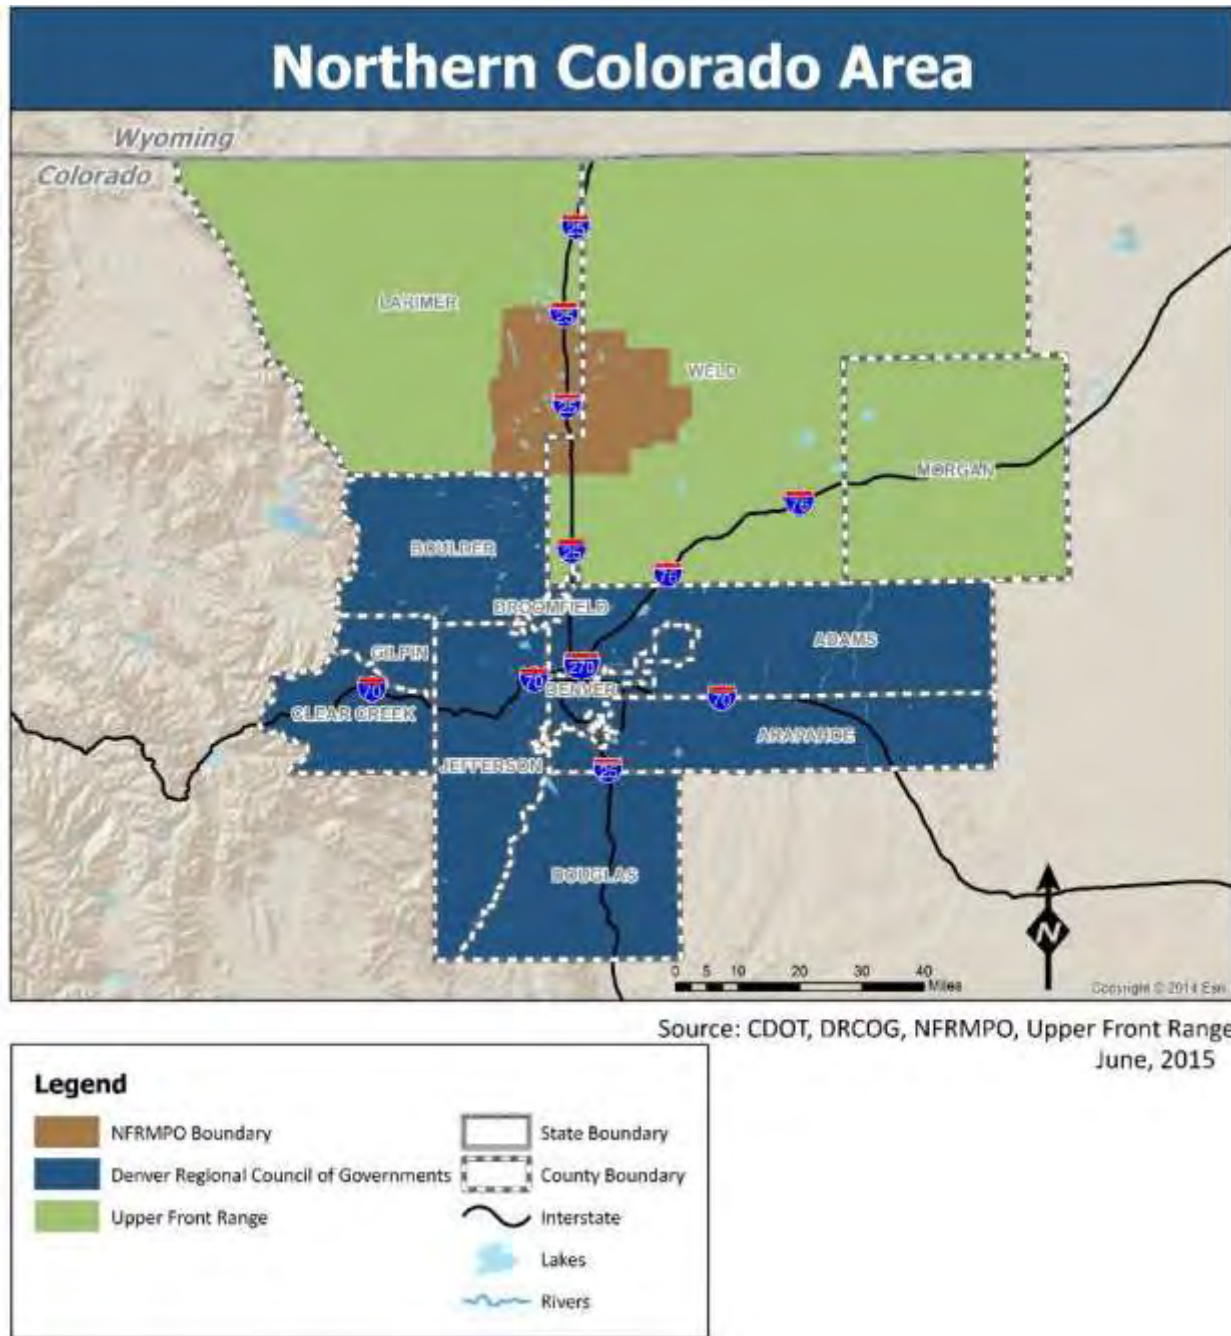 Northern Colorado Area
Wyoming
Colorado
25
LARIMER
25
WELD
25
MORGAN
76
BOULDER
25
76
BROOMFIELD
ADAMS
GILPIN
270
70
DENVER
70
70
CLEAR CREEK
ARAPAHOE
JEFFERSON
25
DOUGLAS
N
0 5 10 20 30 40
Miles
Copyright © 2014 Esri
Source: CDOT, DRCOG, NFRMPO, Upper Front Range
June, 2015
Legend
NFRMPO Boundary
State Boundary
Denver Regional Council of Governments
County Boundary
Upper Front Range
Interstate
Lakes
Rivers